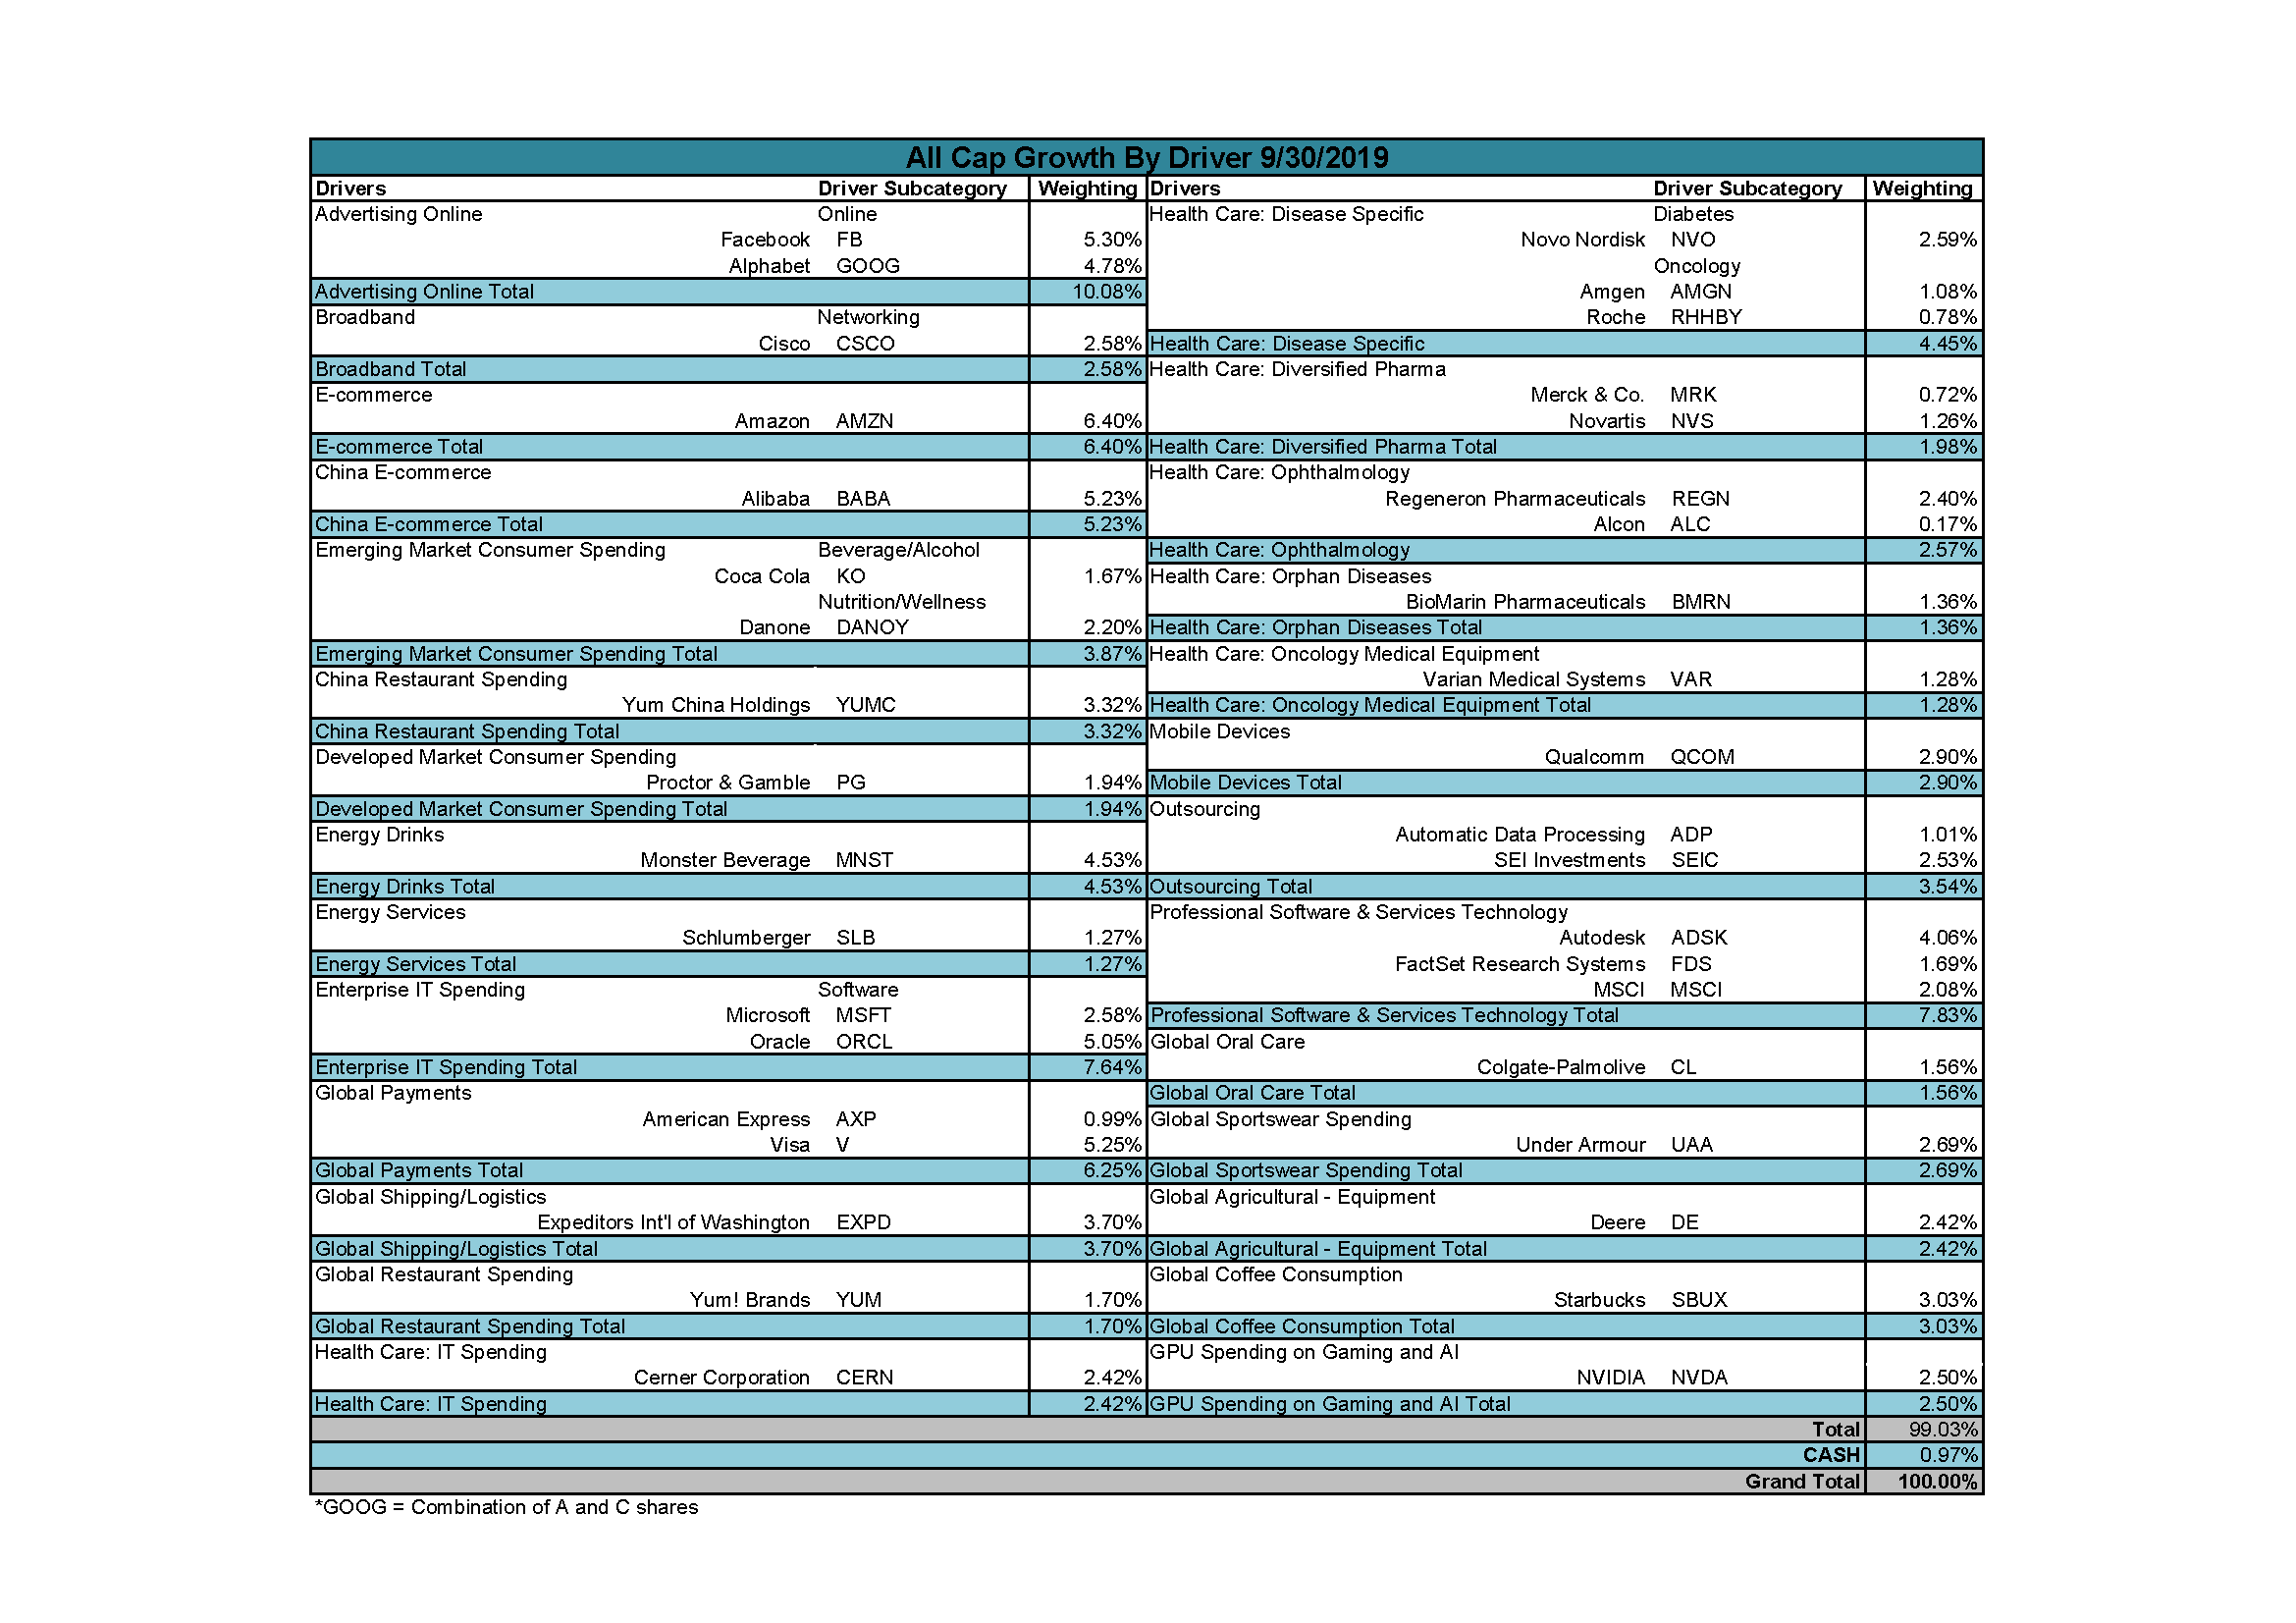 All Cap Growth By Driver 9/30/2019
Drivers Driver Subcategory Weighting Drivers Driver Subcategory Weighting
Advertising Online Online Health Care: Disease Specific Diabetes
Facebook FB 5.30% Novo Nordisk NVO 2.59%
Alphabet GOOG 4.78% Oncology
Advertising Online Total 10.08% Amgen AMGN 1.08%
Broadband Networking Roche RHHBY 0.78%
Cisco CSCO 2.58% Health Care: Disease Specific 4.45%
Broadband Total 2.58% Health Care: Diversified Pharma
E-commerce Merck & Co. MRK 0.72%
Amazon AMZN 6.40% Novartis NVS 1.26%
E-commerce Total 6.40% Health Care: Diversified Pharma Total 1.98%
China E-commerce Health Care: Ophthalmology
Alibaba BABA 5.23% Regeneron Pharmaceuticals REGN 2.40%
China E-commerce Total 5.23% Alcon ALC 0.17%
Emerging Market Consumer Spending Beverage/Alcohol Health Care: Ophthalmology 2.57%
Coca Cola KO 1.67% Health Care: Orphan Diseases
Nutrition/Wellness BioMarin Pharmaceuticals BMRN 1.36%
Danone DANOY 2.20% Health Care: Orphan Diseases Total 1.36%
Emerging Market Consumer Spending Total 3.87% Health Care: Oncology Medical Equipment
China Restaurant Spending Varian Medical Systems VAR 1.28%
Yum China Holdings YUMC 3.32% Health Care: Oncology Medical Equipment Total 1.28%
China Restaurant Spending Total 3.32% Mobile Devices
Developed Market Consumer Spending Qualcomm QCOM 2.90%
Proctor & Gamble PG 1.94% Mobile Devices Total 2.90%
Developed Market Consumer Spending Total 1.94% Outsourcing
Energy Drinks Automatic Data Processing ADP 1.01%
Monster Beverage MNST 4.53% SEI Investments SEIC 2.53%
Energy Drinks Total 4.53% Outsourcing Total 3.54%
Energy Services Professional Software & Services Technology
Schlumberger SLB 1.27% Autodesk ADSK 4.06%
Energy Services Total 1.27% FactSet Research Systems FDS 1.69%
Enterprise IT Spending Software MSCI MSCI 2.08%
Microsoft MSFT 2.58% Professional Software & Services Technology Total 7.83%
Oracle ORCL 5.05% Global Oral Care
Enterprise IT Spending Total 7.64% Colgate-Palmolive CL 1.56%
Global Payments Global Oral Care Total 1.56%
American Express AXP 0.99% Global Sportswear Spending
Visa V 5.25% Under Armour UAA 2.69%
Global Payments Total 6.25% Global Sportswear Spending Total 2.69%
Global Shipping/Logistics Global Agricultural - Equipment
Expeditors Int'l of Washington EXPD 3.70% Deere DE 2.42%
Global Shipping/Logistics Total 3.70% Global Agricultural - Equipment Total 2.42%
Global Restaurant Spending Global Coffee Consumption
Yum! Brands YUM 1.70% Starbucks SBUX 3.03%
Global Restaurant Spending Total 1.70% Global Coffee Consumption Total 3.03%
Health Care: IT Spending GPU Spending on Gaming and AI
Cerner Corporation CERN 2.42% NVIDIA NVDA 2.50%
Health Care: IT Spending 2.42% GPU Spending on Gaming and AI Total 2.50%
Total 99.03%
CASH 0.97%
Grand Total 100.00%
*GOOG = Combination of A and C shares